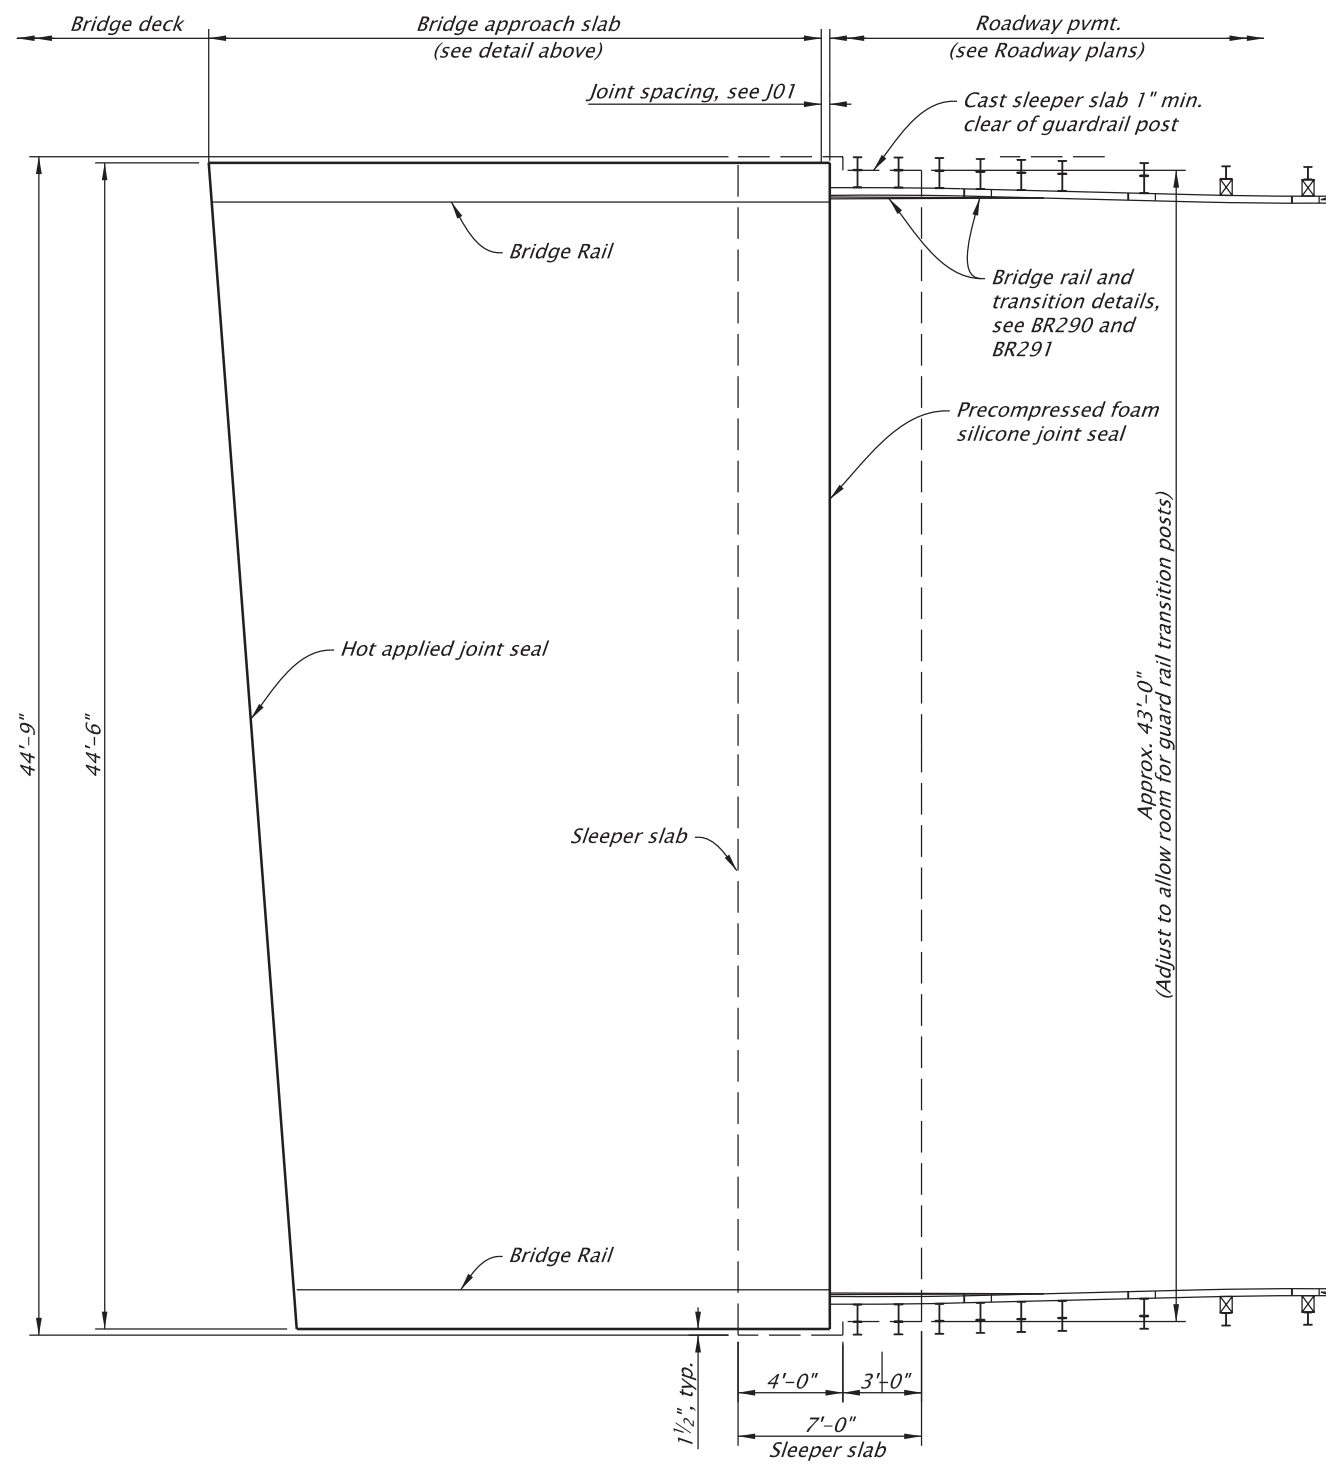 Bridge deck
Bridge approach slab
(see detail above)
Roadway pvmt.
(see Roadway plans)
Joint spacing, see J01
Cast sleeper slab 1" min.
clear of guardrail post
Bridge Rail
Bridge rail and
transition details,
see BR290 and
BR291
Precompressed foam
silicone joint seal
Hot applied joint seal
44'-9"
44'-6"
Approx. 43'-0"
(Adjust to allow room for guard rail transition posts)
Sleeper slab
Bridge Rail
1½", typ.
4'-0"
3'-0"
7'-0"
Sleeper slab